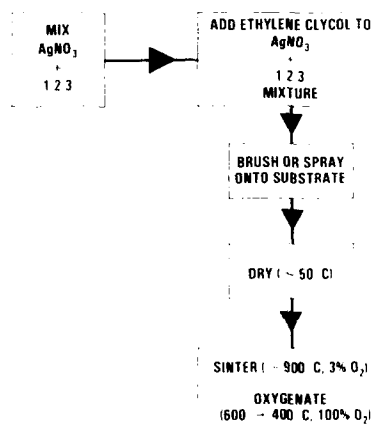 MIX
AgNO3
+
1 2 3
ADD ETHYLENE CLYCOL TO
AgNO3
+
1 2 3
MIXTURE
BRUSH OR SPRAY
ONTO SUBSTRATE
DRY ( ~ 50 C)
SINTER ( ~ 900 C, 3% O2)
OXYGENATE
(600 → 400 C, 100% O2)